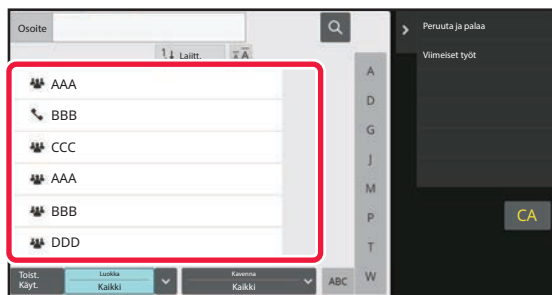 Osoite
Lajitt.
AAA
BBB
CCC
AAA
BBB
DDD
A
D
G
J
M
P
T
W
Toist.
Käyt.
Luokka
Kaikki
Kavenna
Kaikki
ABC
Peruuta ja palaa
Viimeiset työt
CA